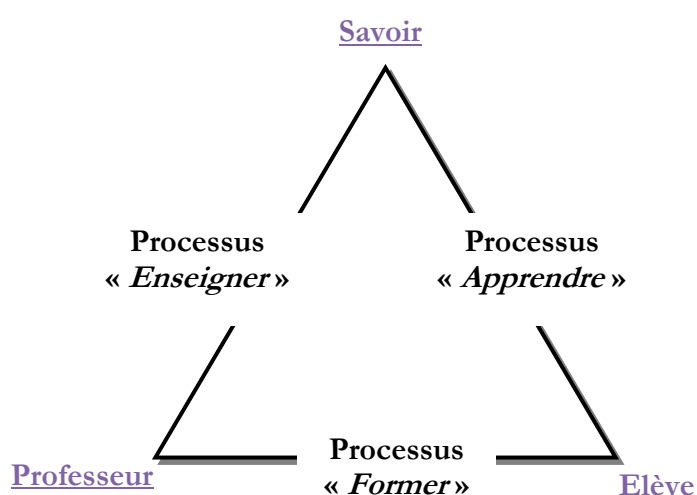 Savoir
Processus
« Enseigner »
Processus
« Apprendre »
Processus
« Former »
Professeur
Elève